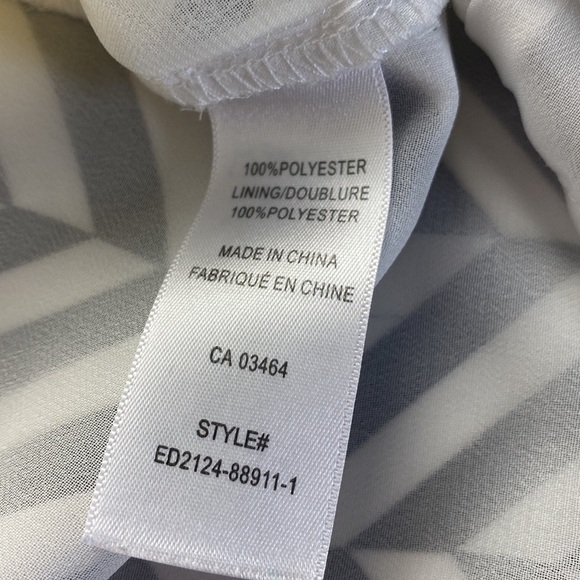 100%POLYESTER
LINING/DOUBLURE
100%POLYESTER
MADE IN CHINA
FABRIQUÉ EN CHINE
CA 03464
STYLE#
ED2124-88911-1